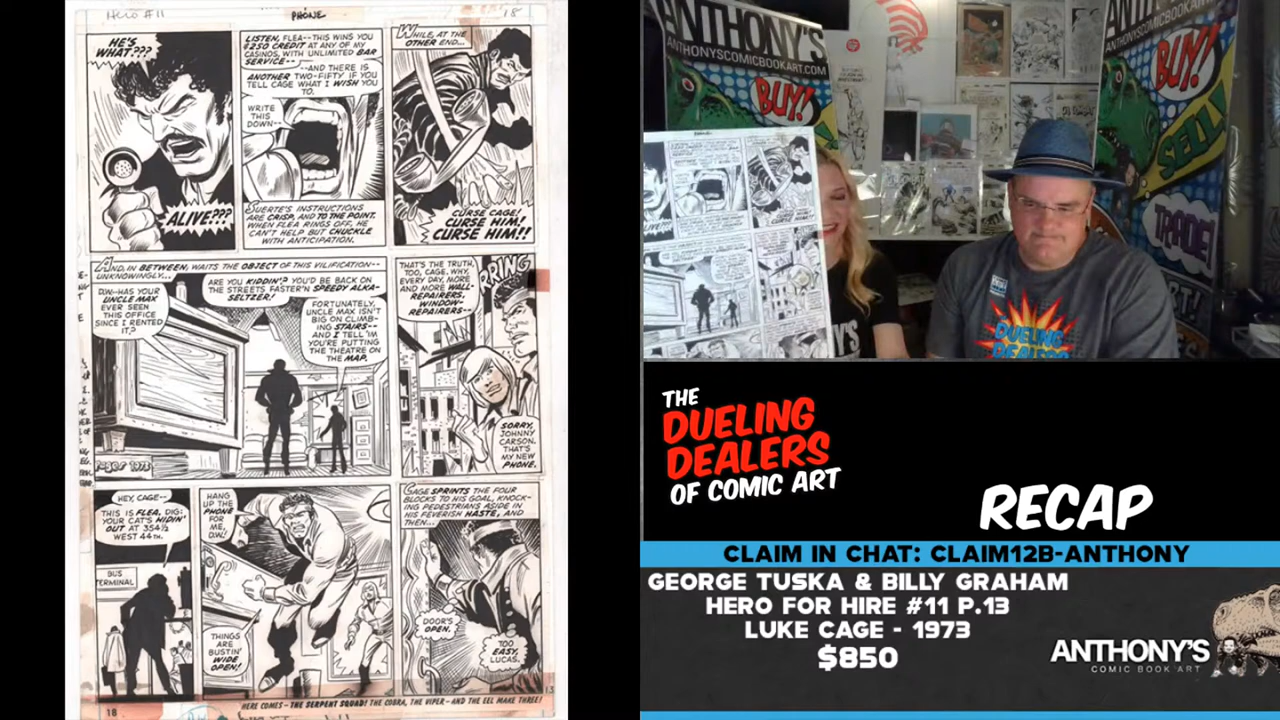 Hero #11
PHONE
18
HE'S
WHAT???
ALIVE???
LISTEN, FLEA--THIS WINS YOU
$250 CREDIT AT ANY OF MY
CASINOS, WITH UNLIMITED BAR
SERVICE--
--AND THERE IS
ANOTHER TWO-FIFTY IF YOU
TELL CAGE WHAT I WISH YOU
TO.
WRITE
THIS
DOWN--
SUERTE'S INSTRUCTIONS
ARE CRISP, AND TO THE POINT.
WHEN FLEA RINGS OFF, HE
CAN'T HELP BUT CHUCKLE
WITH ANTICIPATION.
WHILE, AT THE
OTHER END...
CURSE CAGE!
CURSE HIM!
CURSE HIM!!
AND, IN BETWEEN, WAITS THE OBJECT OF THIS VILIFICATION--
UNKNOWINGLY...
D.W.--HAS YOUR
UNCLE MAX
EVER SEEN
THIS OFFICE
SINCE I RENTED
IT?
ARE YOU KIDDIN'? YOU'D BE BACK ON
THE STREETS FASTER'N SPEEDY ALKA-
SELTZER!
FORTUNATELY,
UNCLE MAX ISN'T
BIG ON CLIMB-
ING STAIRS--
AND I TELL 'IM
YOU'RE PUTTING
THE THEATRE ON
THE MAP.
THAT'S THE TRUTH,
TOO, CAGE. WHY,
EVERY DAY, MORE
AND MORE WALL-
REPAIRERS,
WINDOW-
REPAIRERS--
BRRING
SORRY,
JOHNNY
CARSON.
THAT'S
MY NEW
PHONE.
HEY, CAGE--
THIS IS FLEA, DIG:
YOUR CAT'S HIDIN'
OUT AT 354 1/2
WEST 44TH.
BUS
TERMINAL
HANG
UP THE
PHONE
FOR
ME,
D.W.!
THINGS
ARE
BUSTIN'
WIDE
OPEN!
CAGE SPRINTS THE FOUR
BLOCKS TO HIS GOAL, KNOCK-
ING PEDESTRIANS ASIDE IN
HIS FEVERISH HASTE, AND
THEN...
DOOR'S
OPEN.
TOO
EASY,
LUCAS.
18
HERE COMES--THE SERPENT SQUAD! THE COBRA, THE VIPER--AND THE EEL MAKE THREE!
13
ANTHONY'S
ANTHONYSCOMICBOOKART.COM
BUY!
BUY!
SELL!
TRADE!
DUELING
DEALERS
THE
DUELING
DEALERS
OF COMIC ART
RECAP
CLAIM IN CHAT: CLAIM12B-ANTHONY
GEORGE TUSKA & BILLY GRAHAM
HERO FOR HIRE #11 P.13
LUKE CAGE - 1973
$850
ANTHONY'S
COMIC BOOK ART